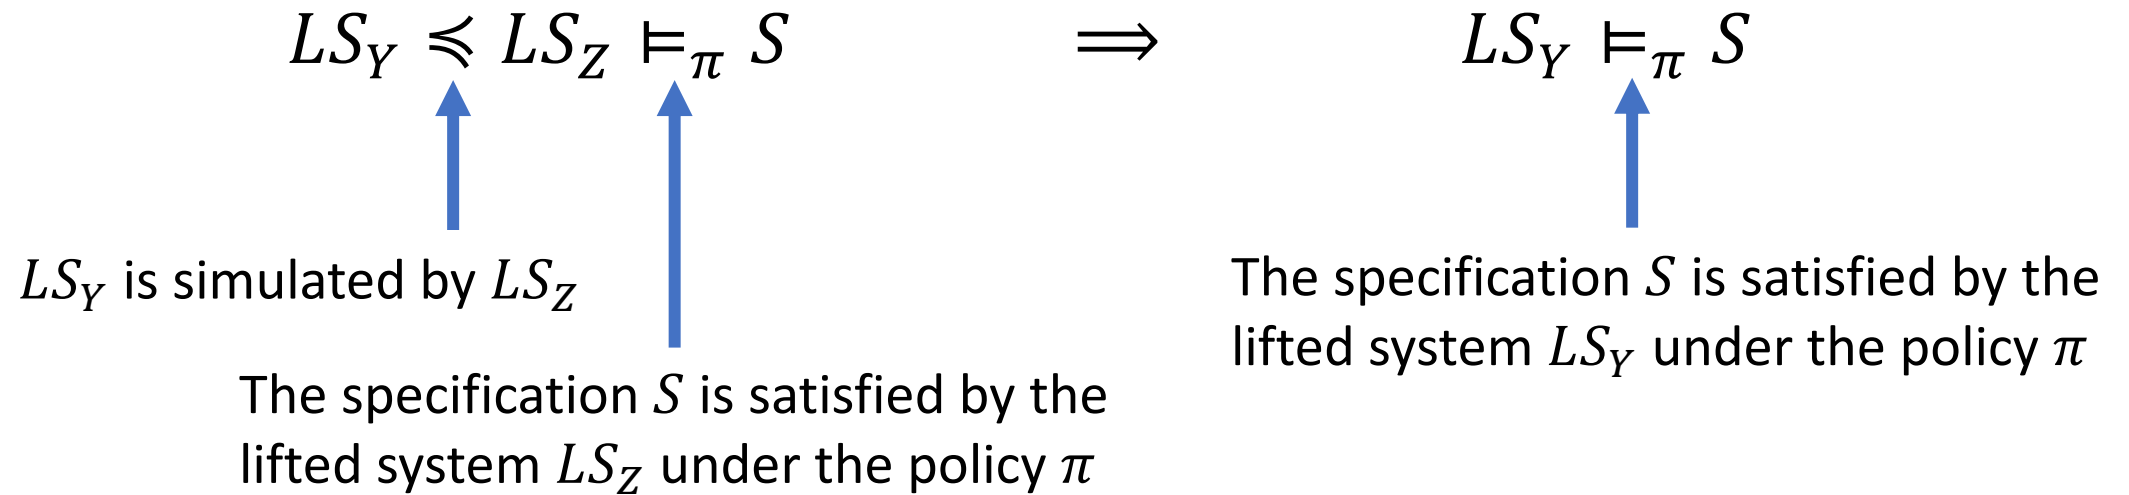 𝐿𝑆_𝑌 ≼ 𝐿𝑆_𝑍 ⊨_𝜋 𝑆 ⟹ 𝐿𝑆_𝑌 ⊨_𝜋 𝑆
𝐿𝑆_𝑌 is simulated by 𝐿𝑆_𝑍
The specification 𝑆 is satisfied by the
lifted system 𝐿𝑆_𝑍 under the policy 𝜋
The specification 𝑆 is satisfied by the
lifted system 𝐿𝑆_𝑌 under the policy 𝜋